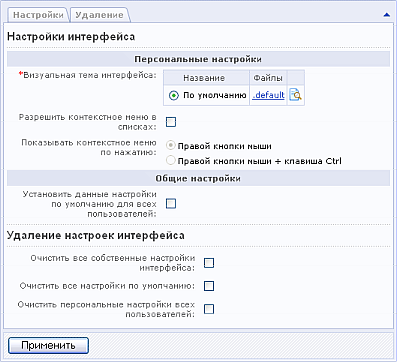 Настройки Удаление
Настройки интерфейса
Персональные настройки
*Визуальная тема интерфейса:
Название Файлы
По умолчанию .default
Разрешить контекстное меню в
списках:
Показывать контекстное меню
по нажатию:
Правой кнопки мыши
Правой кнопки мыши + клавиша Ctrl
Общие настройки
Установить данные настройки
по умолчанию для всех
пользователей:
Удаление настроек интерфейса
Очистить все собственные настройки
интерфейса:
Очистить все настройки по умолчанию:
Очистить персональные настройки всех
пользователей:
Применить